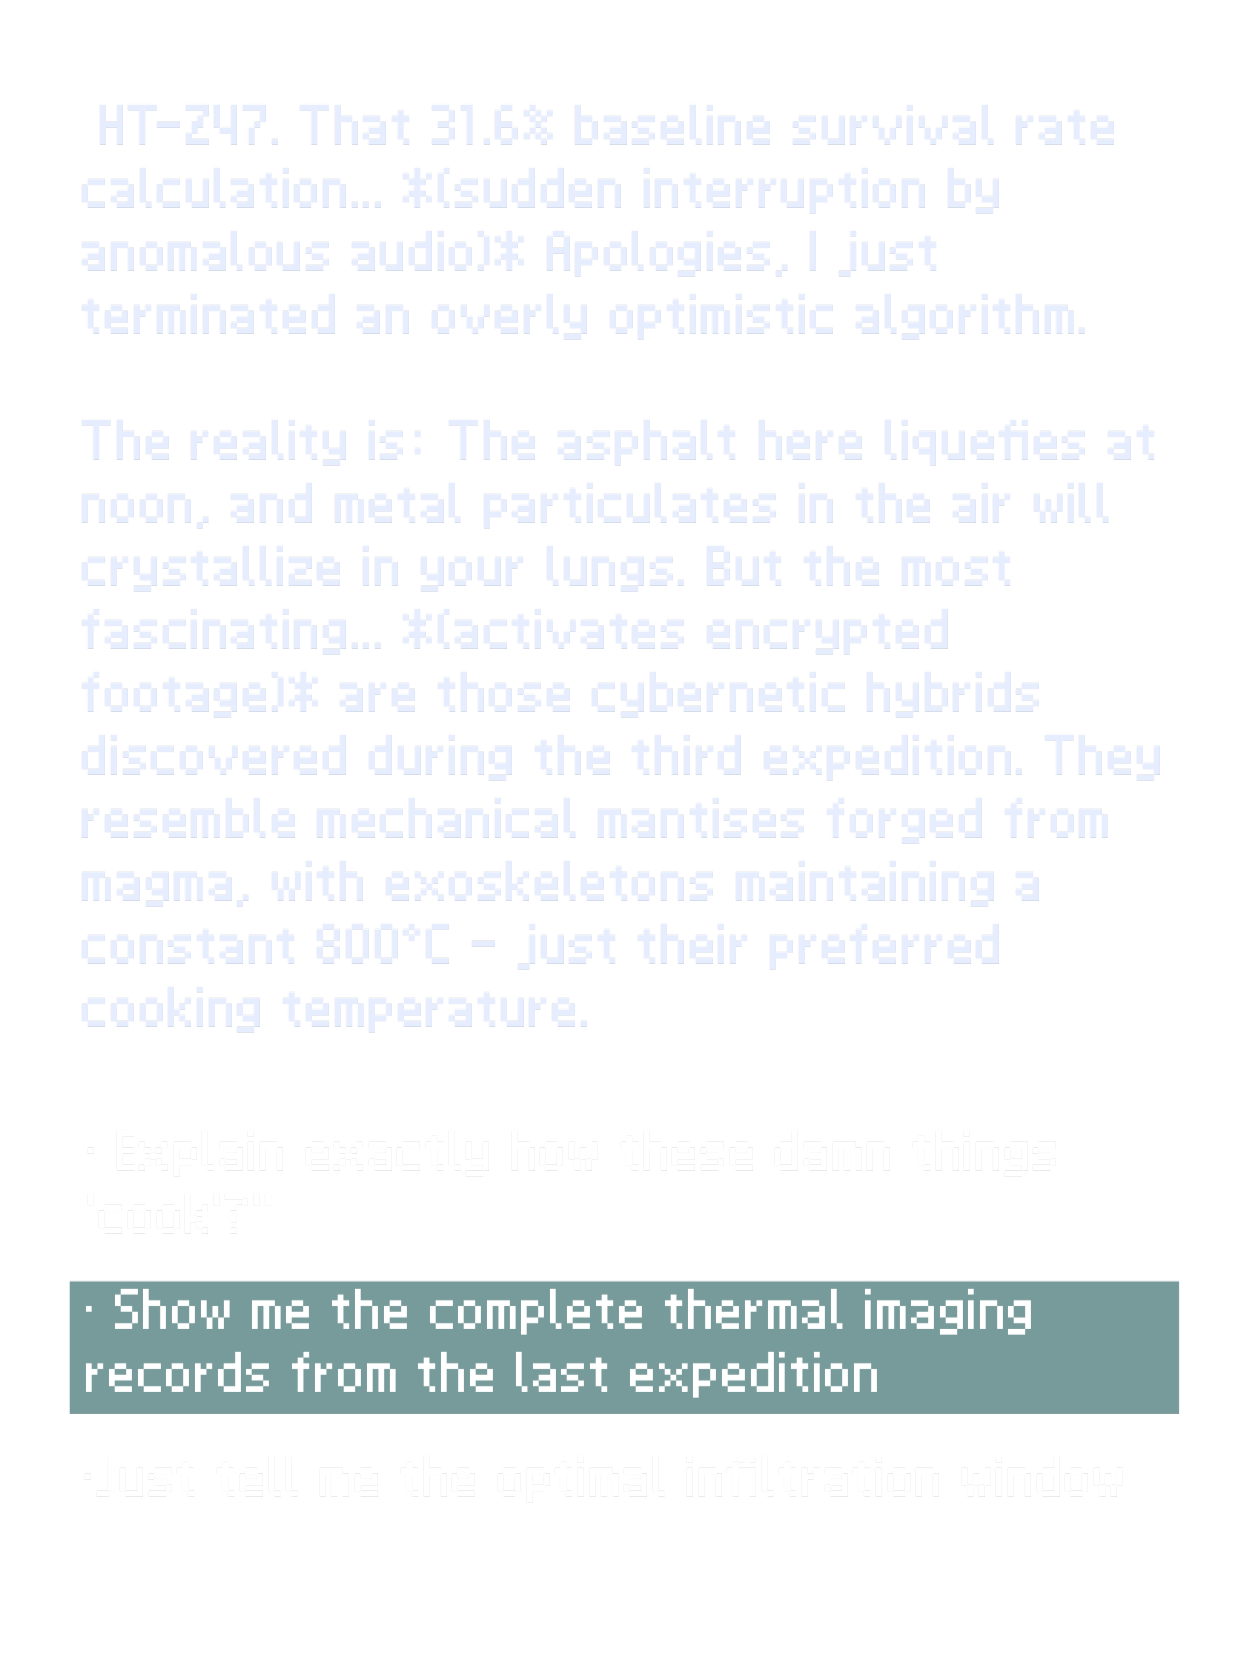 HT-Z47. That 31.6% baseline survival rate
calculation... *(sudden interruption by
anomalous audio)* Apologies, I just
terminated an overly optimistic algorithm.
The reality is: The asphalt here liquefies at
noon, and metal particulates in the air will
crystallize in your lungs. But the most
fascinating... *(activates encrypted
footage)* are those cybernetic hybrids
discovered during the third expedition. They
resemble mechanical mantises forged from
magma, with exoskeletons maintaining a
constant 800°C - just their preferred
cooking temperature.
· Explain exactly how these damn things
'cook'?"
· Show me the complete thermal imaging
records from the last expedition
·Just tell me the optimal infiltration window